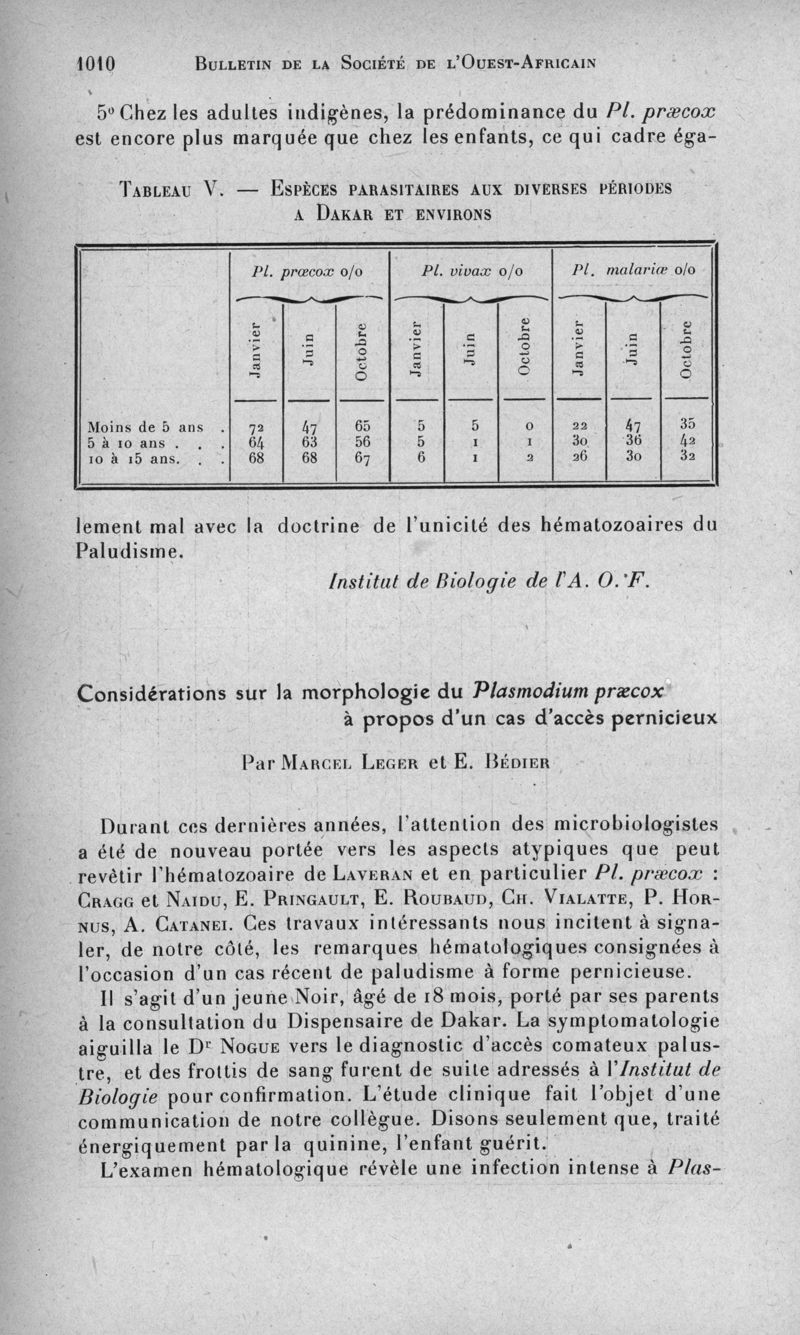 1010 BULLETIN DE LA SOCIÉTÉ DE L'OUEST-AFRICAIN
5º Chez les adultes indigènes, la prédominance du Pl. præcox
est encore plus marquée que chez les enfants, ce qui cadre éga-
TABLEAU V. — ESPÈCES PARASITAIRES AUX DIVERSES PÉRIODES
A DAKAR ET ENVIRONS
Pl. præcox o/o Pl. vivax o/o Pl. malariæ o/o
Janvier Juin Octobre Janvier Juin Octobre Janvier Juin Octobre
Moins de 5 ans . 72 47 65 5 5 0 22 47 35
5 à 10 ans . . . 64 63 56 5 1 1 30 36 42
10 à 15 ans. . . 68 68 67 6 1 2 26 30 32
lement mal avec la doctrine de l'unicité des hématozoaires du
Paludisme.
Institut de Biologie de l'A. O. F.
Considérations sur la morphologie du Plasmodium præcox
à propos d'un cas d'accès pernicieux
Par MARCEL LEGER et E. BÉDIER
Durant ces dernières années, l'attention des microbiologistes
a été de nouveau portée vers les aspects atypiques que peut
revêtir l'hématozoaire de LAVERAN et en particulier Pl. præcox :
CRAGG et NAIDU, E. PRINGAULT, E. ROUBAUD, CH. VIALATTE, P. HOR-
NUS, A. CATANEI. Ces travaux intéressants nous incitent à signa-
ler, de notre côté, les remarques hématologiques consignées à
l'occasion d'un cas récent de paludisme à forme pernicieuse.
Il s'agit d'un jeune Noir, âgé de 18 mois, porté par ses parents
à la consultation du Dispensaire de Dakar. La symptomatologie
aiguilla le Dr NOGUE vers le diagnostic d'accès comateux palus-
tre, et des frottis de sang furent de suite adressés à l'Institut de
Biologie pour confirmation. L'étude clinique fait l'objet d'une
communication de notre collègue. Disons seulement que, traité
énergiquement par la quinine, l'enfant guérit.
L'examen hématologique révèle une infection intense à Plas-